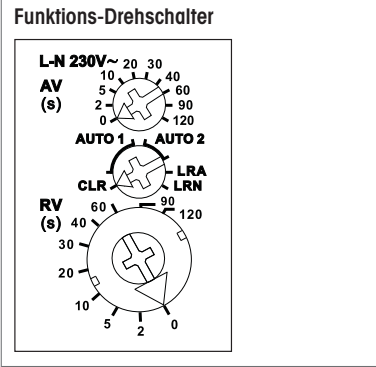 Funktions-Drehschalter
L-N 230V~ 20 30
10 40
AV 5 60
(s) 2 90
0 120
AUTO 1 AUTO 2
LRA
CLR LRN
RV 60 90
(s) 40 120
30
20
10
5 2 0